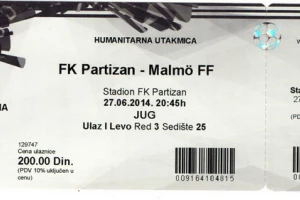 HUMANITARNA UTAKMICA
FK Partizan - Malmö FF
Stadion FK Partizan
27.06.2014. 20:45h
JUG
Ulaz I Levo Red 3 Sedište 25
129747
Cena ulaznice
200.00 Din.
(PDV 10% uključen u
cenu)
009164104815
27.